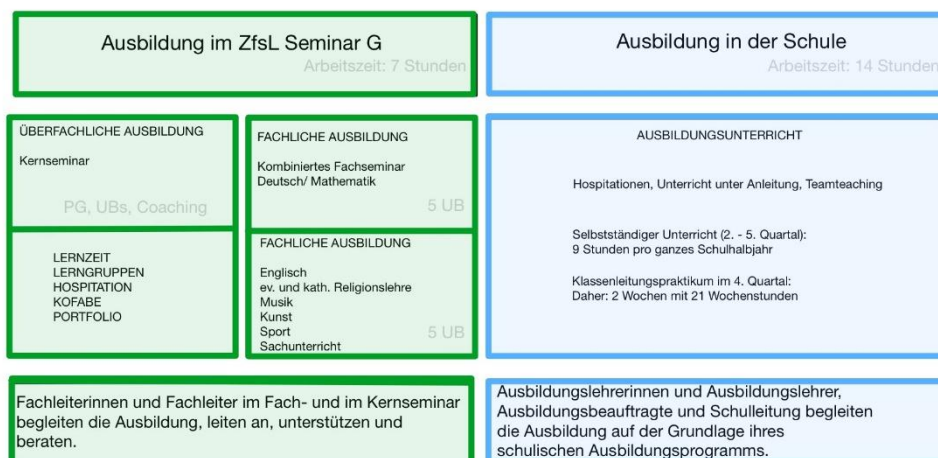 Ausbildung im ZfsL Seminar G
Arbeitszeit: 7 Stunden
Ausbildung in der Schule
Arbeitszeit: 14 Stunden
ÜBERFACHLICHE AUSBILDUNG
Kernseminar
PG, UBs, Coaching
LERNZEIT
LERNGRUPPEN
HOSPITATION
KOFABE
PORTFOLIO
FACHLICHE AUSBILDUNG
Kombiniertes Fachseminar
Deutsch/ Mathematik
5 UB
FACHLICHE AUSBILDUNG
Englisch
ev. und kath. Religionslehre
Musik
Kunst
Sport
Sachunterricht
5 UB
AUSBILDUNGSUNTERRICHT
Hospitationen, Unterricht unter Anleitung, Teamteaching
Selbstständiger Unterricht (2. - 5. Quartal):
9 Stunden pro ganzes Schulhalbjahr
Klassenleitungspraktikum im 4. Quartal:
Daher: 2 Wochen mit 21 Wochenstunden
Fachleiterinnen und Fachleiter im Fach- und im Kernseminar
begleiten die Ausbildung, leiten an, unterstützen und
beraten.
Ausbildungslehrerinnen und Ausbildungslehrer,
Ausbildungsbeauftragte und Schulleitung begleiten
die Ausbildung auf der Grundlage ihres
schulischen Ausbildungsprogramms.